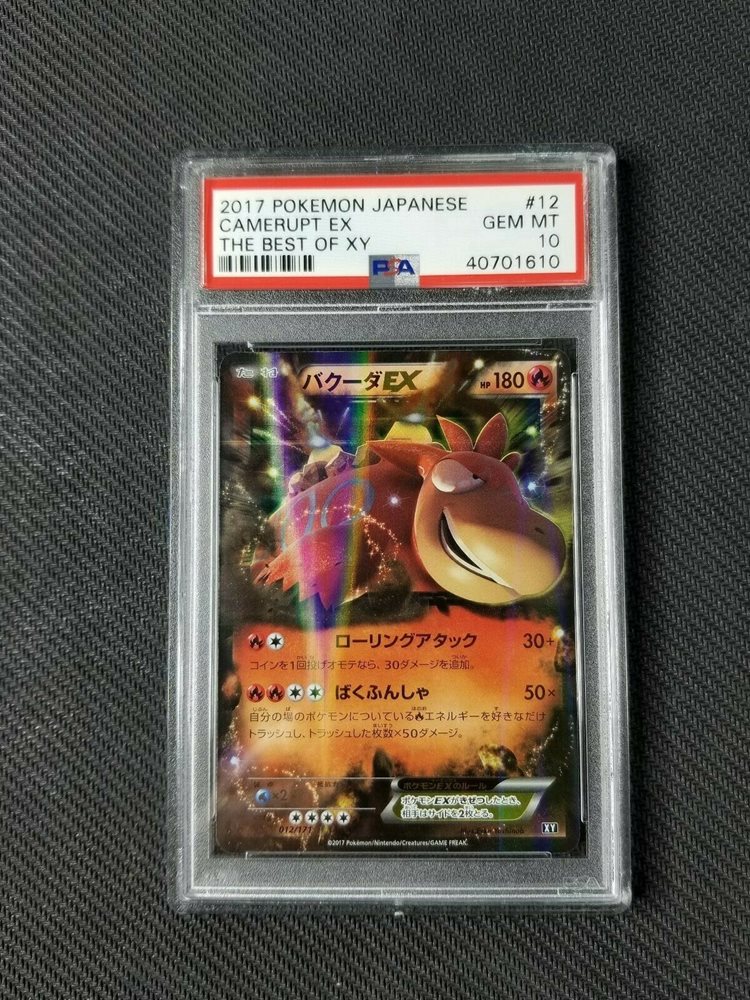 2017 POKEMON JAPANESE #12
CAMERUPT EX GEM MT
THE BEST OF XY 10
PSA 40701610
たね バクーダEX HP180
ローリングアタック 30+
コインを1回投げオモテなら、30ダメージを追加。
ばくふんしゃ 50×
自分の場のポケモンについているエネルギーを好きなだけ
トラッシュし、トラッシュした枚数×50ダメージ。
×2
ポケモンEXのルール
ポケモンEXがきぜつしたとき、
相手はサイドを2枚とる。
012/171 XY
©2017 Pokémon/Nintendo/Creatures/GAME FREAK.